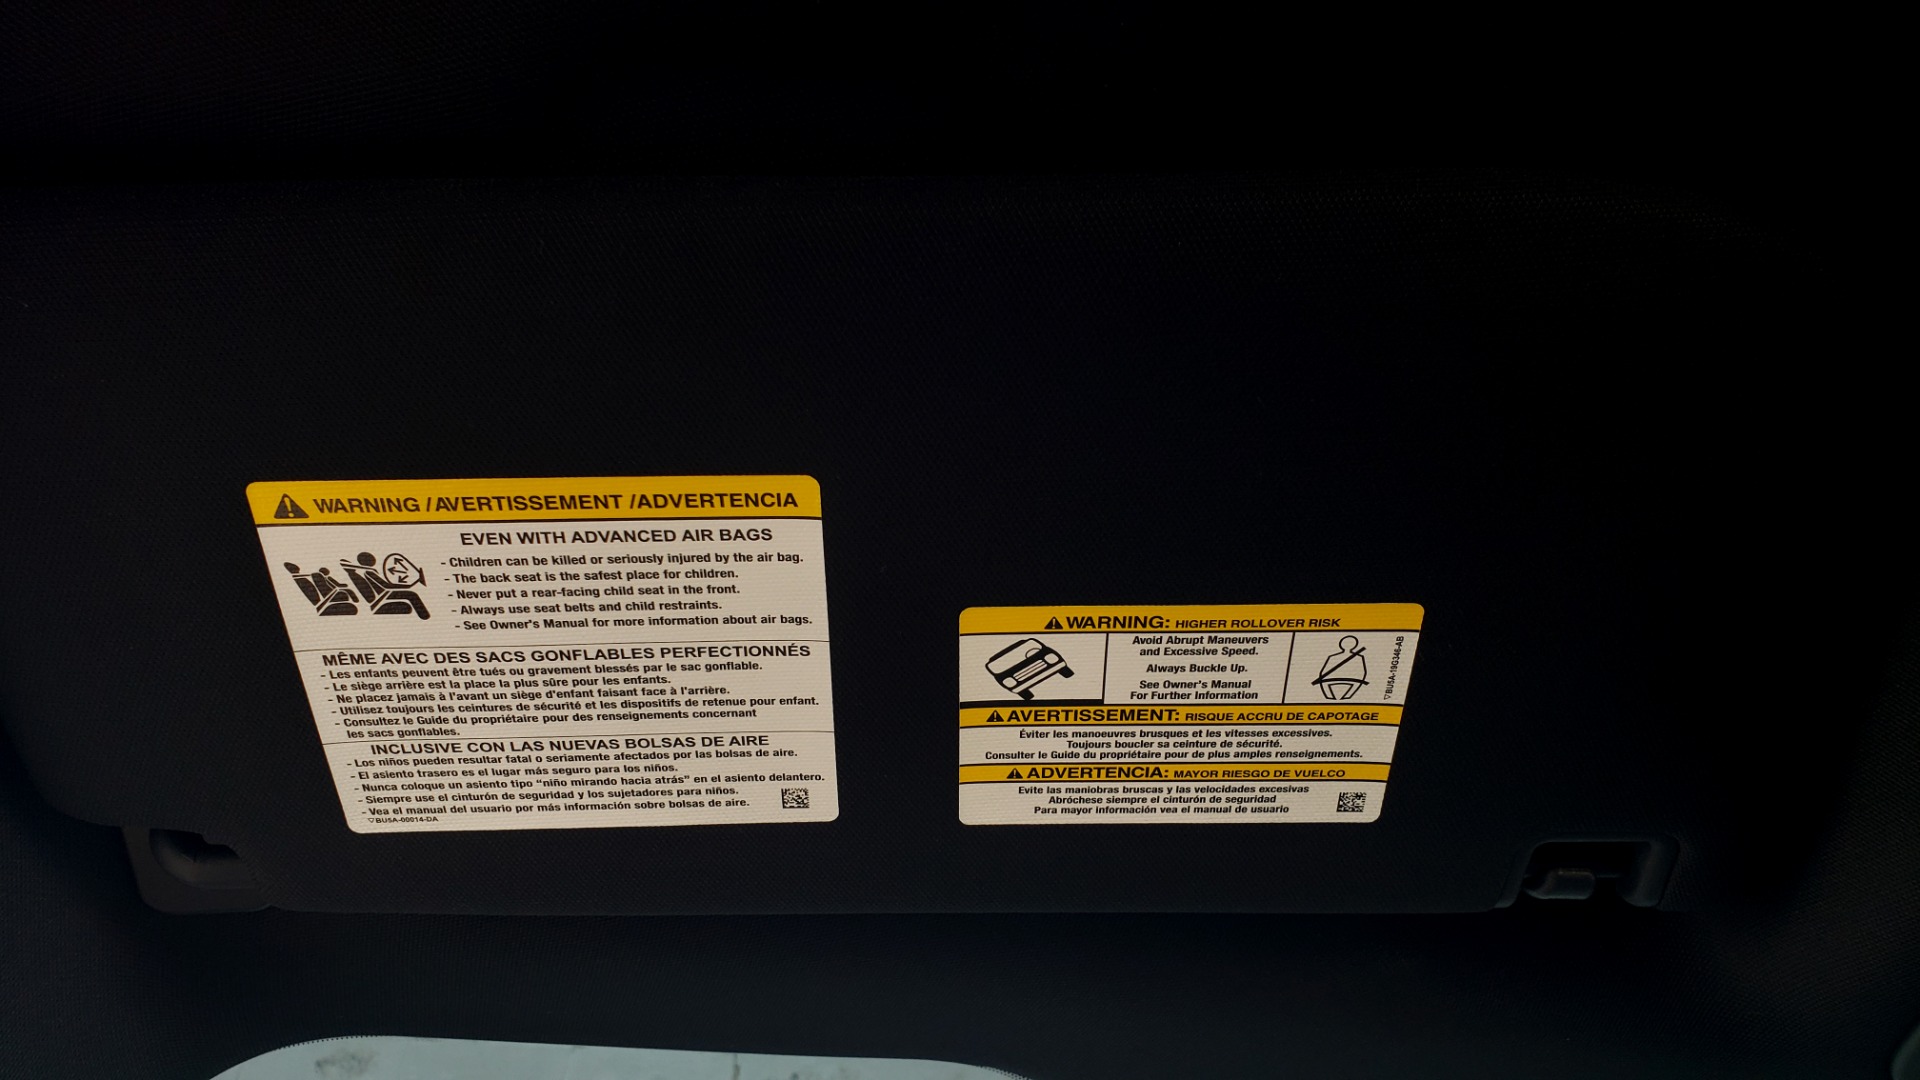 WARNING / AVERTISSEMENT / ADVERTENCIA
EVEN WITH ADVANCED AIR BAGS
- Children can be killed or seriously injured by the air bag.
- The back seat is the safest place for children.
- Never put a rear-facing child seat in the front.
- Always use seat belts and child restraints.
- See Owner's Manual for more information about air bags.
MÊME AVEC DES SACS GONFLABLES PERFECTIONNÉS
- Les enfants peuvent être tués ou gravement blessés par le sac gonflable.
- Le siège arrière est la place la plus sûre pour les enfants.
- Ne placez jamais à l'avant un siège d'enfant faisant face à l'arrière.
- Utilisez toujours les ceintures de sécurité et les dispositifs de retenue pour enfant.
- Consultez le Guide du propriétaire pour des renseignements concernant
les sacs gonflables.
INCLUSIVE CON LAS NUEVAS BOLSAS DE AIRE
- Los niños pueden resultar fatal o seriamente afectados por las bolsas de aire.
- El asiento trasero es el lugar más seguro para los niños.
- Nunca coloque un asiento tipo "niño mirando hacia atrás" en el asiento delantero.
- Siempre use el cinturón de seguridad y los sujetadores para niños.
- Vea el manual del usuario por más información sobre bolsas de aire.
BU5A-00014-DA
WARNING: HIGHER ROLLOVER RISK
Avoid Abrupt Maneuvers
and Excessive Speed.
Always Buckle Up.
See Owner's Manual
For Further Information
BU5A-19G346-AB
AVERTISSEMENT: RISQUE ACCRU DE CAPOTAGE
Éviter les manoeuvres brusques et les vitesses excessives.
Toujours boucler sa ceinture de sécurité.
Consulter le Guide du propriétaire pour de plus amples renseignements.
ADVERTENCIA: MAYOR RIESGO DE VUELCO
Evite las maniobras bruscas y las velocidades excesivas
Abróchese siempre el cinturón de seguridad
Para mayor información vea el manual de usuario